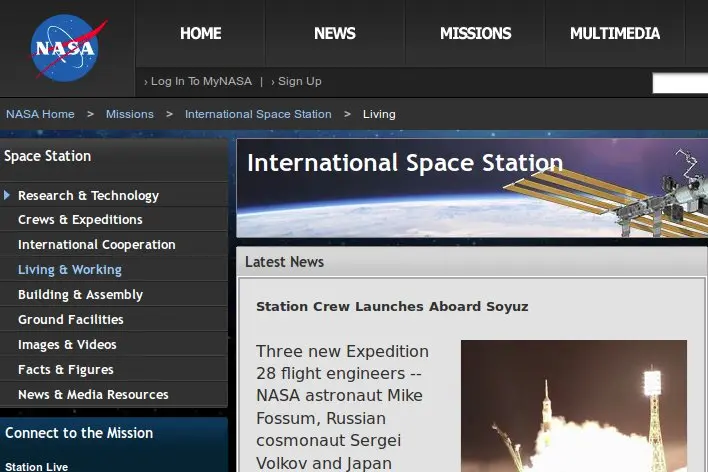 NASA
HOME NEWS MISSIONS MULTIMEDIA
› Log In To MyNASA | › Sign Up
NASA Home > Missions > International Space Station > Living
Space Station
Research & Technology
Crews & Expeditions
International Cooperation
Living & Working
Building & Assembly
Ground Facilities
Images & Videos
Facts & Figures
News & Media Resources
Connect to the Mission
Station Live
International Space Station
Latest News
Station Crew Launches Aboard Soyuz
Three new Expedition
28 flight engineers --
NASA astronaut Mike
Fossum, Russian
cosmonaut Sergei
Volkov and Japan